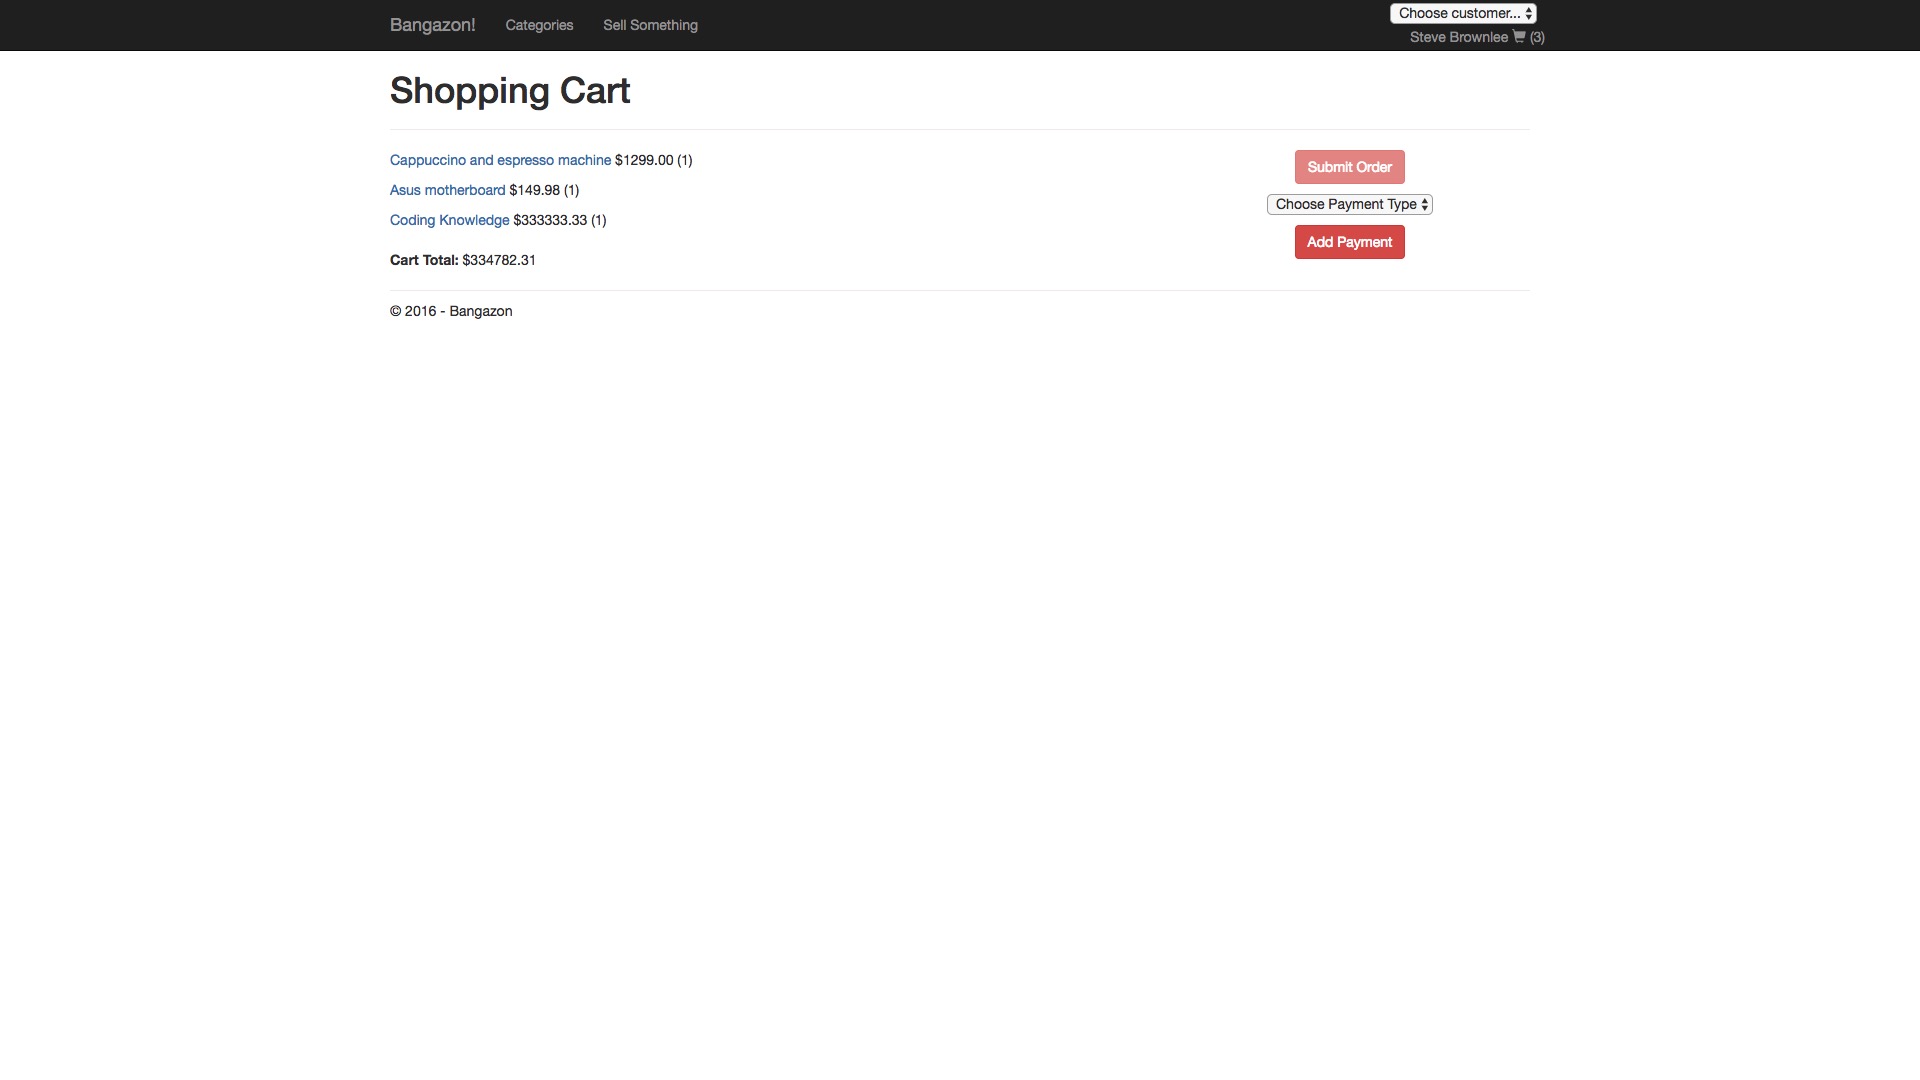 Bangazon! Categories Sell Something Choose customer...
Steve Brownlee (3)
Shopping Cart
Cappuccino and espresso machine $1299.00 (1)
Asus motherboard $149.98 (1)
Coding Knowledge $333333.33 (1)
Cart Total: $334782.31
Submit Order
Choose Payment Type
Add Payment
© 2016 - Bangazon